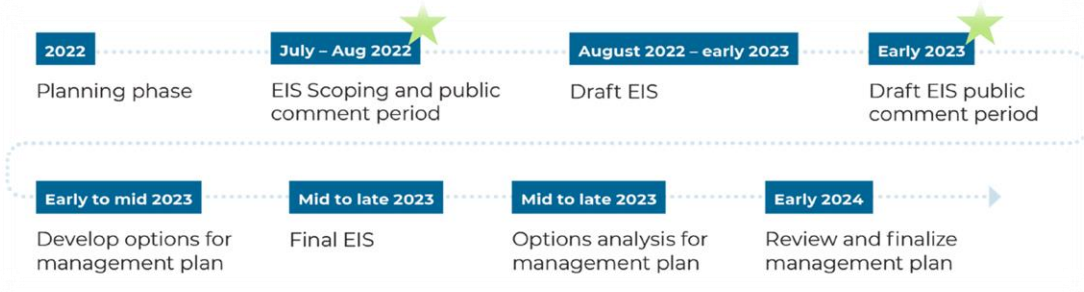 2022
Planning phase
July – Aug 2022
EIS Scoping and public
comment period
August 2022 – early 2023
Draft EIS
Early 2023
Draft EIS public
comment period
Early to mid 2023
Develop options for
management plan
Mid to late 2023
Final EIS
Mid to late 2023
Options analysis for
management plan
Early 2024
Review and finalize
management plan